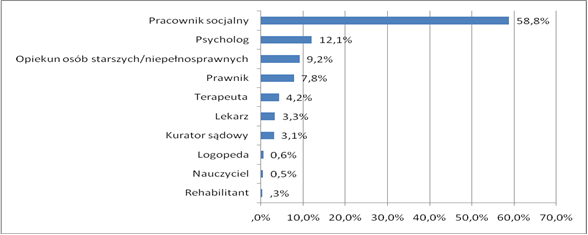 Pracownik socjalny 58,8%
Psycholog 12,1%
Opiekun osób starszych/niepełnosprawnych 9,2%
Prawnik 7,8%
Terapeuta 4,2%
Lekarz 3,3%
Kurator sądowy 3,1%
Logopeda 0,6%
Nauczyciel 0,5%
Rehabilitant ,3%
,0% 10,0% 20,0% 30,0% 40,0% 50,0% 60,0% 70,0%